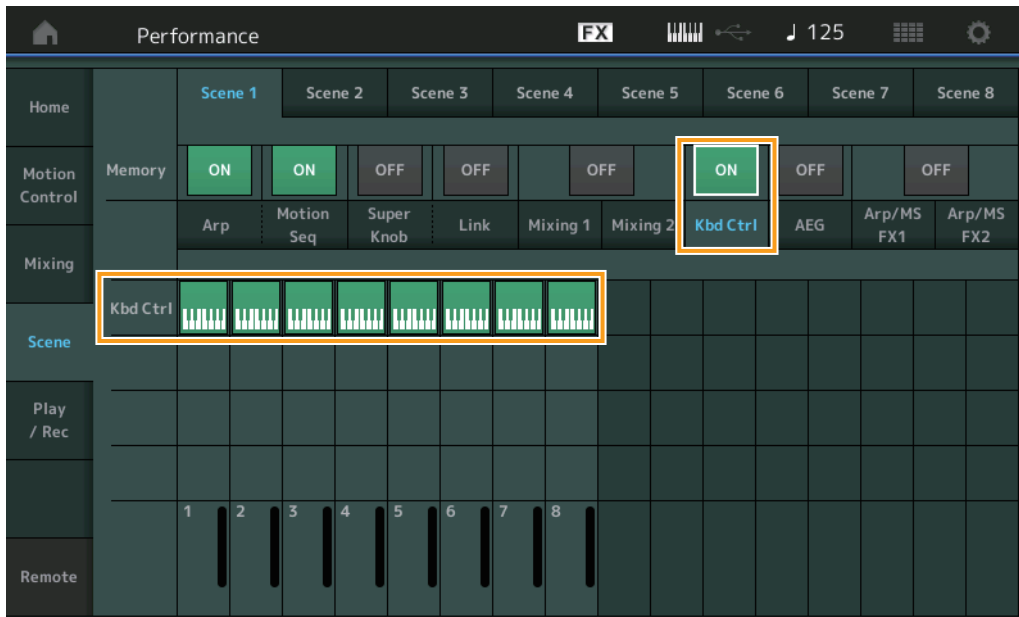 Performance FX 125
Home
Scene 1 Scene 2 Scene 3 Scene 4 Scene 5 Scene 6 Scene 7 Scene 8
Motion
Control
Memory ON ON OFF OFF OFF ON OFF OFF
Arp Motion
Seq Super
Knob Link Mixing 1 Mixing 2 Kbd Ctrl AEG Arp/MS
FX1 Arp/MS
FX2
Mixing
Kbd Ctrl
Scene
Play
/ Rec
1 2 3 4 5 6 7 8
Remote